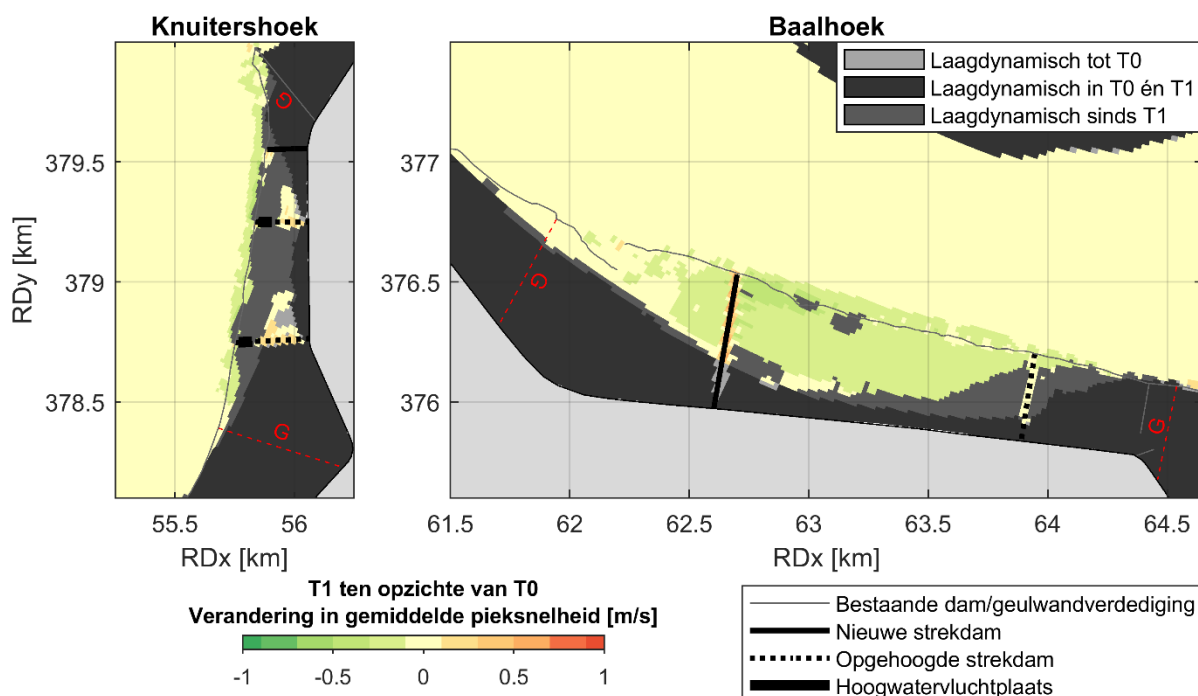 Knuitershoek
Baalhoek
Laagdynamisch tot T0
Laagdynamisch in T0 én T1
Laagdynamisch sinds T1
RDy [km]
379.5
379
378.5
G
G
55.5
56
RDx [km]
377
376.5
376
G
G
61.5
62
62.5
63
63.5
64
64.5
RDx [km]
T1 ten opzichte van T0
Verandering in gemiddelde pieksnelheid [m/s]
-1
-0.5
0
0.5
1
Bestaande dam/geulwandverdediging
Nieuwe strekdam
Opgehoogde strekdam
Hoogwatervluchtplaats